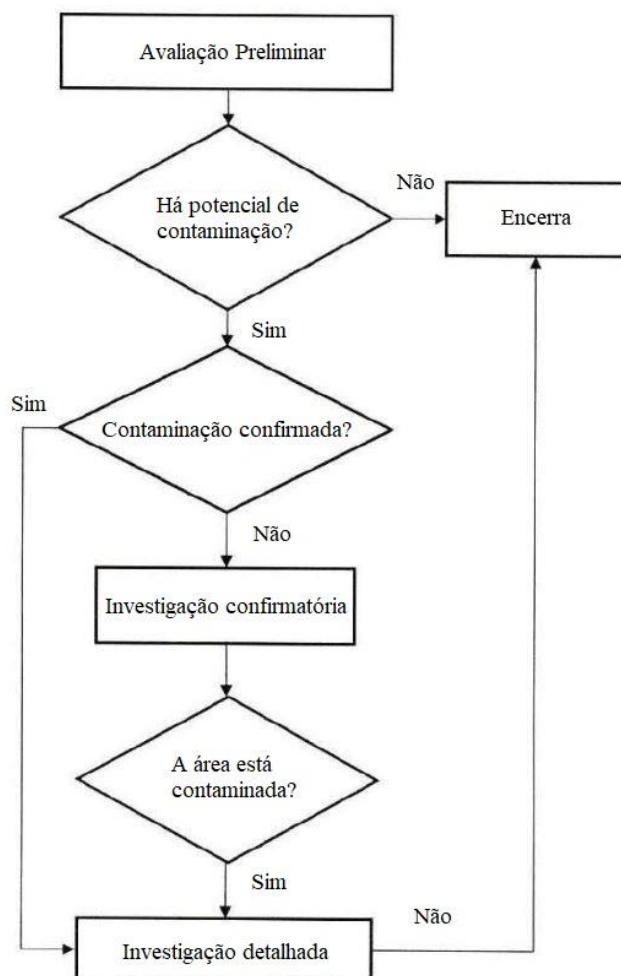 Avaliação Preliminar
Não
Há potencial de
contaminação?
Encerra
Sim
Sim
Contaminação confirmada?
Não
Investigação confirmatória
A área está
contaminada?
Sim
Não
Investigação detalhada